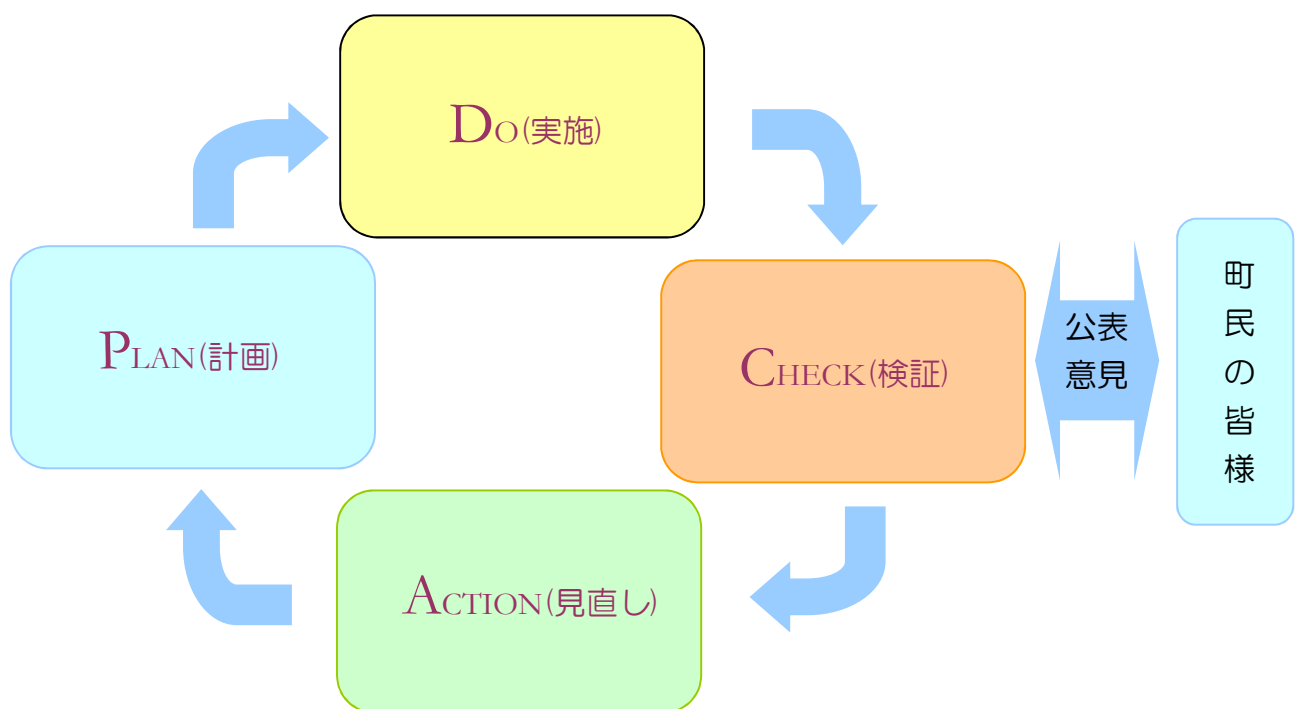 DO(実施)
PLAN(計画)
CHECK(検証)
公表
意見
町民の皆様
ACTION(見直し)